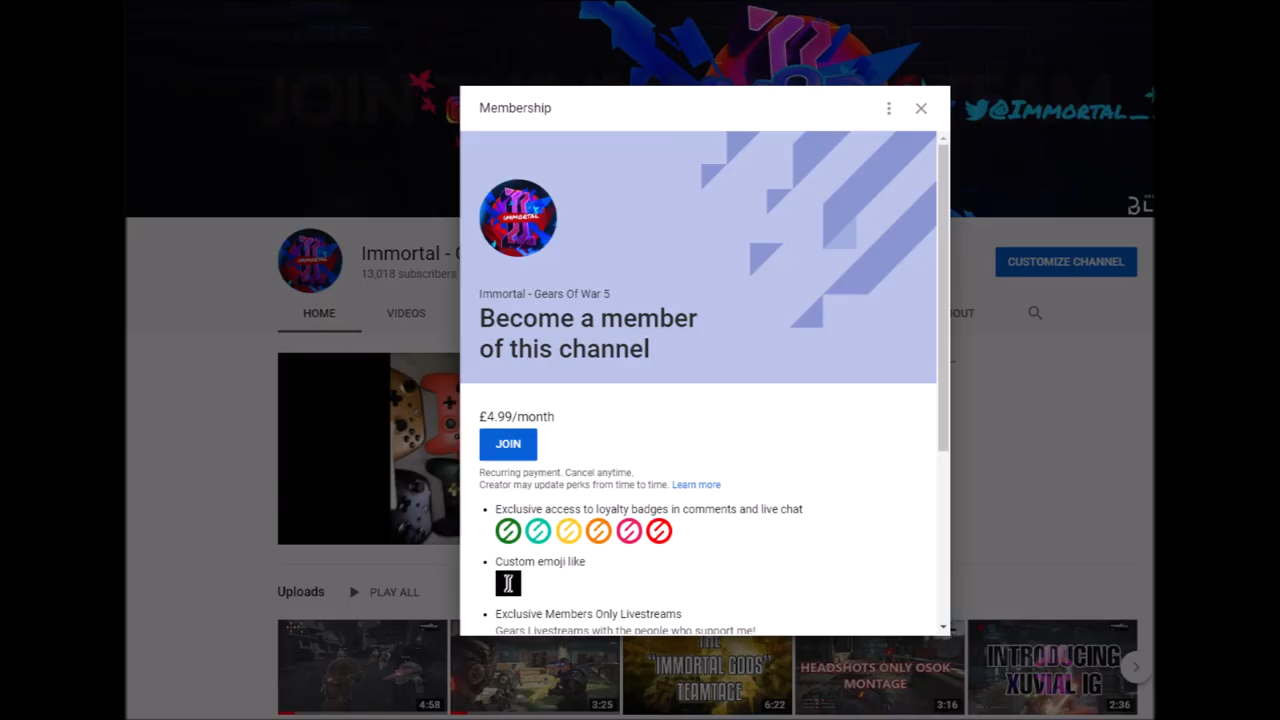 JOIN
@IMMORTAL_
Membership
IMMORTAL
Immortal - Gears Of War 5
Become a member
of this channel
Immortal -
13,018 subscribers
CUSTOMIZE CHANNEL
HOME
VIDEOS
OUT
£4.99/month
JOIN
Recurring payment. Cancel anytime.
Creator may update perks from time to time. Learn more
Exclusive access to loyalty badges in comments and live chat
Custom emoji like
Exclusive Members Only Livestreams
Gears Livestreams with the people who support me!
Uploads
PLAY ALL
4:58
3:25
THE
"IMMORTAL GODS"
TEAMTAGE
6:22
HEADSHOTS ONLY OSOK
MONTAGE
3:16
INTRODUCING
XUVIAL IG
2:36